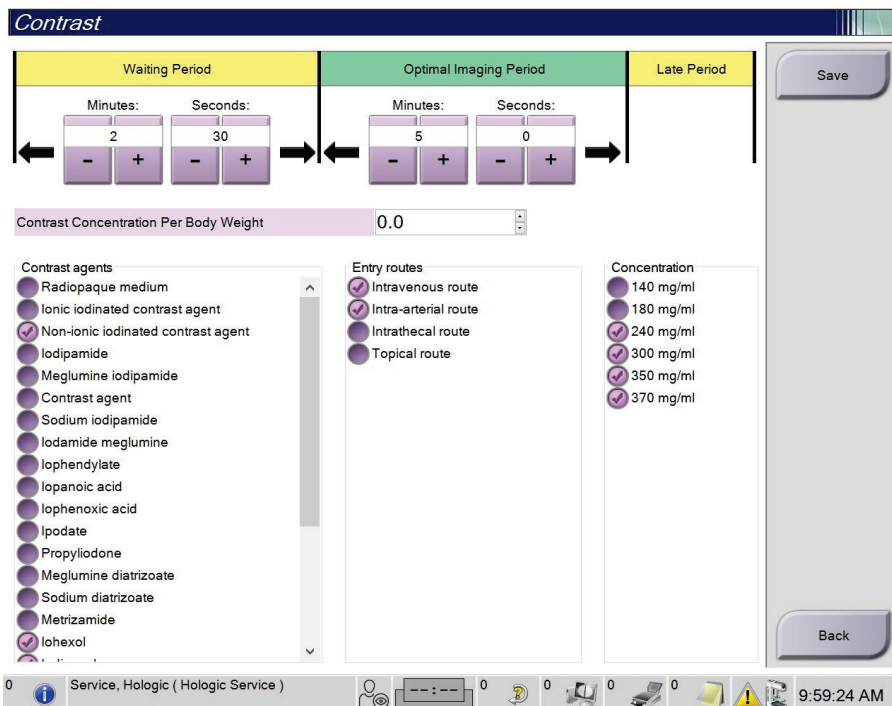 Contrast
Waiting Period
Optimal Imaging Period
Late Period
Save
Minutes:
Seconds:
Minutes:
Seconds:
2
30
5
0
- + - + - + - +
Contrast Concentration Per Body Weight
0.0
Contrast agents
Radiopaque medium
Ionic iodinated contrast agent
Non-ionic iodinated contrast agent
Iodipamide
Meglumine iodipamide
Contrast agent
Sodium iodipamide
Iodamide meglumine
Iophendylate
Iopanoic acid
Iophenoxic acid
Ipodate
Propyliodone
Meglumine diatrizoate
Sodium diatrizoate
Metrizamide
Iohexol
Entry routes
Intravenous route
Intra-arterial route
Intrathecal route
Topical route
Concentration
140 mg/ml
180 mg/ml
240 mg/ml
300 mg/ml
350 mg/ml
370 mg/ml
Back
0
Service, Hologic ( Hologic Service )
--:--
0
0
0
0
9:59:24 AM